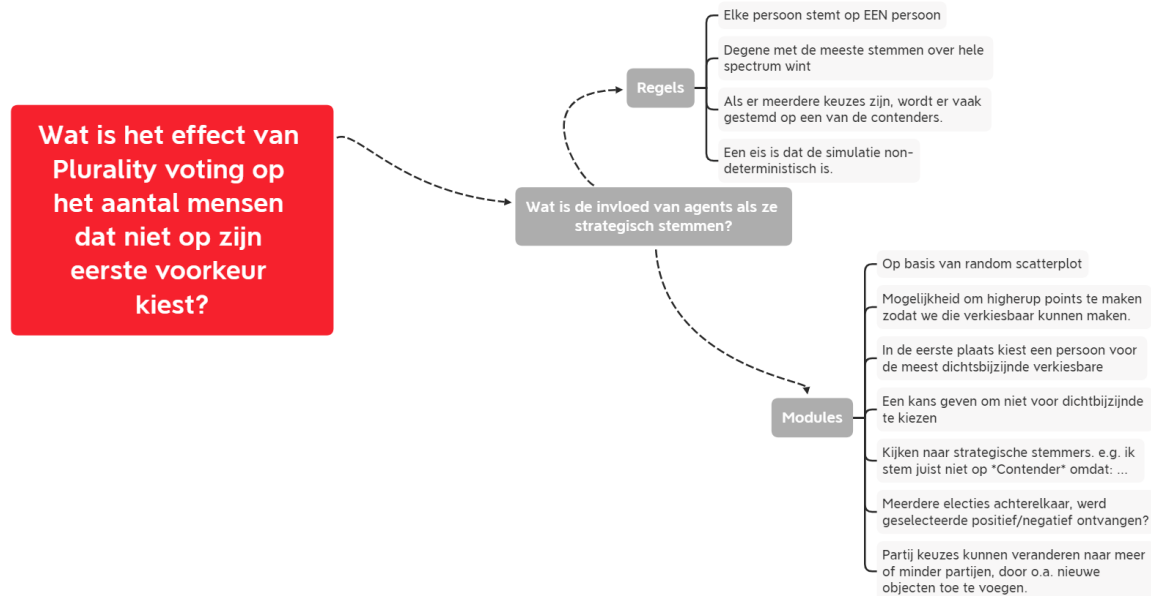 Wat is het effect van
Plurality voting op
het aantal mensen
dat niet op zijn
eerste voorkeur
kiest?
Wat is de invloed van agents als ze
strategisch stemmen?
Regels
Elke persoon stemt op EEN persoon
Degene met de meeste stemmen over hele
spectrum wint
Als er meerdere keuzes zijn, wordt er vaak
gestemd op een van de contenders.
Een eis is dat de simulatie non-
deterministisch is.
Modules
Op basis van random scatterplot
Mogelijkheid om higherup points te maken
zodat we die verkiesbaar kunnen maken.
In de eerste plaats kiest een persoon voor
de meest dichtsbijzijnde verkiesbare
Een kans geven om niet voor dichtbijzijnde
te kiezen
Kijken naar strategische stemmers. e.g. ik
stem juist niet op *Contender* omdat: ...
Meerdere electies achterelkaar, werd
geselecteerde positief/negatief ontvangen?
Partij keuzes kunnen veranderen naar meer
of minder partijen, door o.a. nieuwe
objecten toe te voegen.